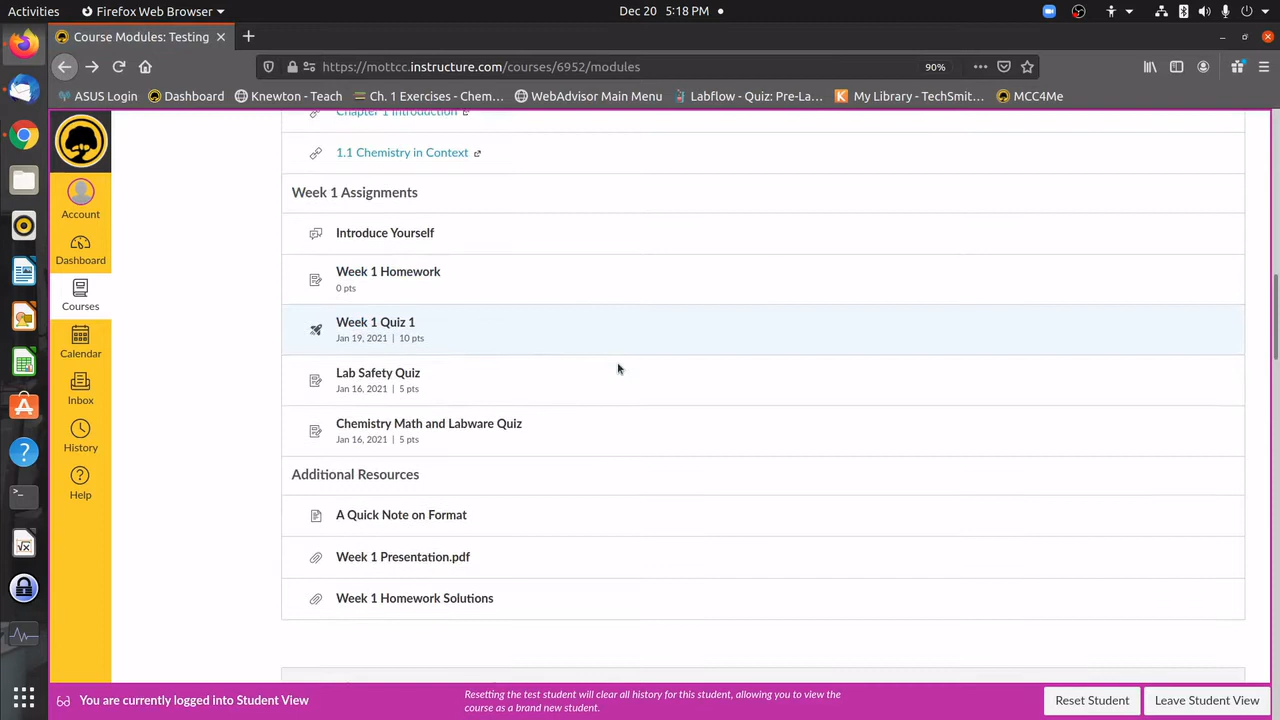 Activities
Firefox Web Browser
Dec 20 5:18 PM
Course Modules: Testing
https://mottcc.instructure.com/courses/6952/modules
90%
ASUS Login
Dashboard
Knewton - Teach
Ch. 1 Exercises - Chem…
WebAdvisor Main Menu
Labflow - Quiz: Pre-La…
My Library - TechSmit…
MCC4Me
Chapter 1 Introduction
1.1 Chemistry in Context
Week 1 Assignments
Introduce Yourself
Week 1 Homework
0 pts
Week 1 Quiz 1
Jan 19, 2021 | 10 pts
Lab Safety Quiz
Jan 16, 2021 | 5 pts
Chemistry Math and Labware Quiz
Jan 16, 2021 | 5 pts
Additional Resources
A Quick Note on Format
Week 1 Presentation.pdf
Week 1 Homework Solutions
Account
Dashboard
Courses
Calendar
Inbox
History
Help
You are currently logged into Student View
Resetting the test student will clear all history for this student, allowing you to view the
course as a brand new student.
Reset Student
Leave Student View